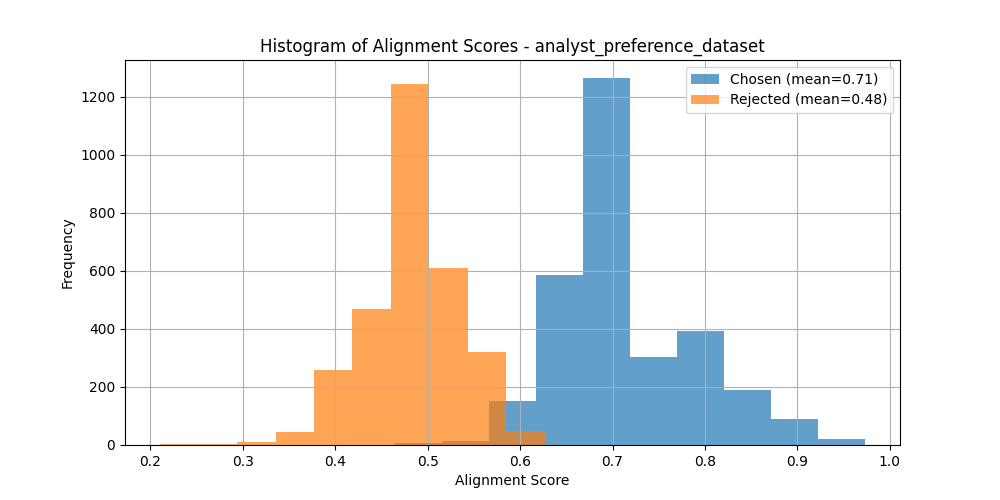 Histogram of Alignment Scores - analyst_preference_dataset
Chosen (mean=0.71)
Rejected (mean=0.48)
Frequency
1200
1000
800
600
400
200
0
0.2 0.3 0.4 0.5 0.6 0.7 0.8 0.9 1.0
Alignment Score